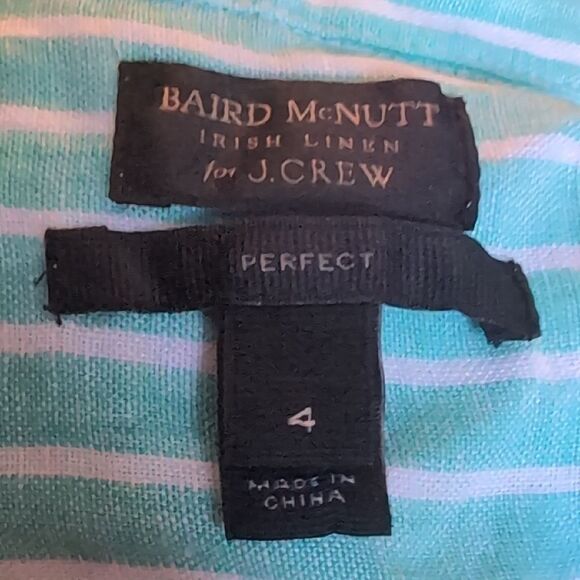 BAIRD McNUTT
IRISH LINEN
for J.CREW
PERFECT
4
MADE IN
CHINA